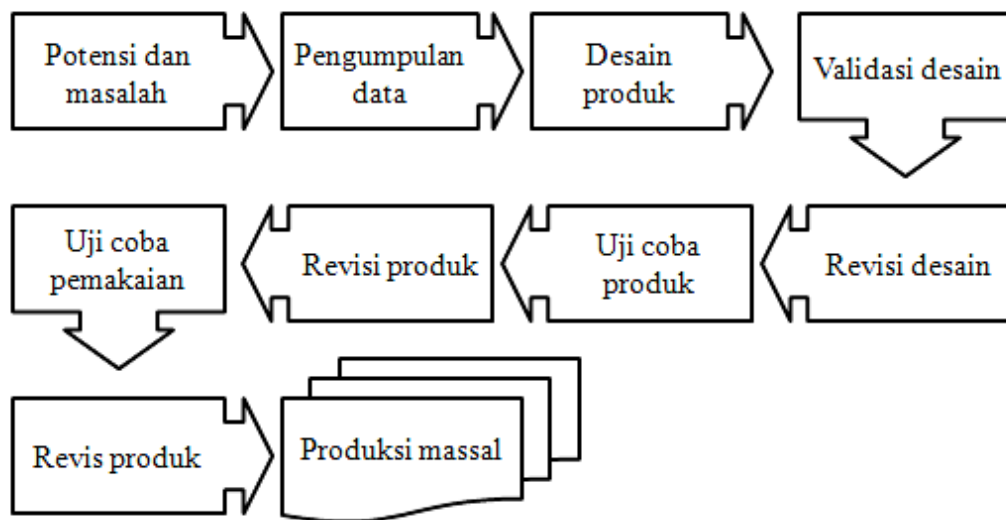 Potensi dan
masalah
Pengumpulan
data
Desain
produk
Validasi desain
Revisi desain
Uji coba
produk
Revisi produk
Uji coba
pemakaian
Revis produk
Produksi massal